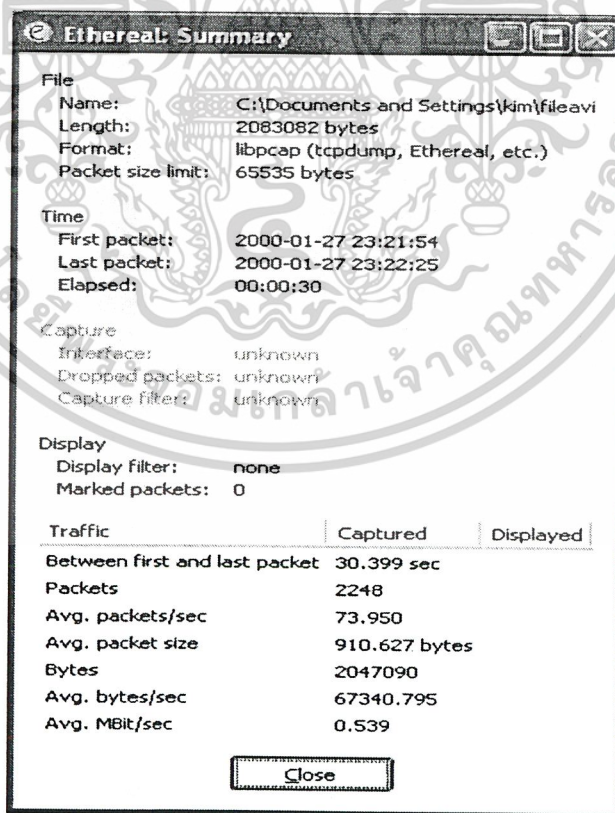 Ethereal: Summary
File
Name: C:\Documents and Settings\kim\fileavi
Length: 2083082 bytes
Format: libpcap (tcpdump, Ethereal, etc.)
Packet size limit: 65535 bytes
Time
First packet: 2000-01-27 23:21:54
Last packet: 2000-01-27 23:22:25
Elapsed: 00:00:30
Capture
Interface: unknown
Dropped packets: unknown
Capture filter: unknown
Display
Display filter: none
Marked packets: 0
Traffic Captured Displayed
Between first and last packet 30.399 sec
Packets 2248
Avg. packets/sec 73.950
Avg. packet size 910.627 bytes
Bytes 2047090
Avg. bytes/sec 67340.795
Avg. MBit/sec 0.539
Close